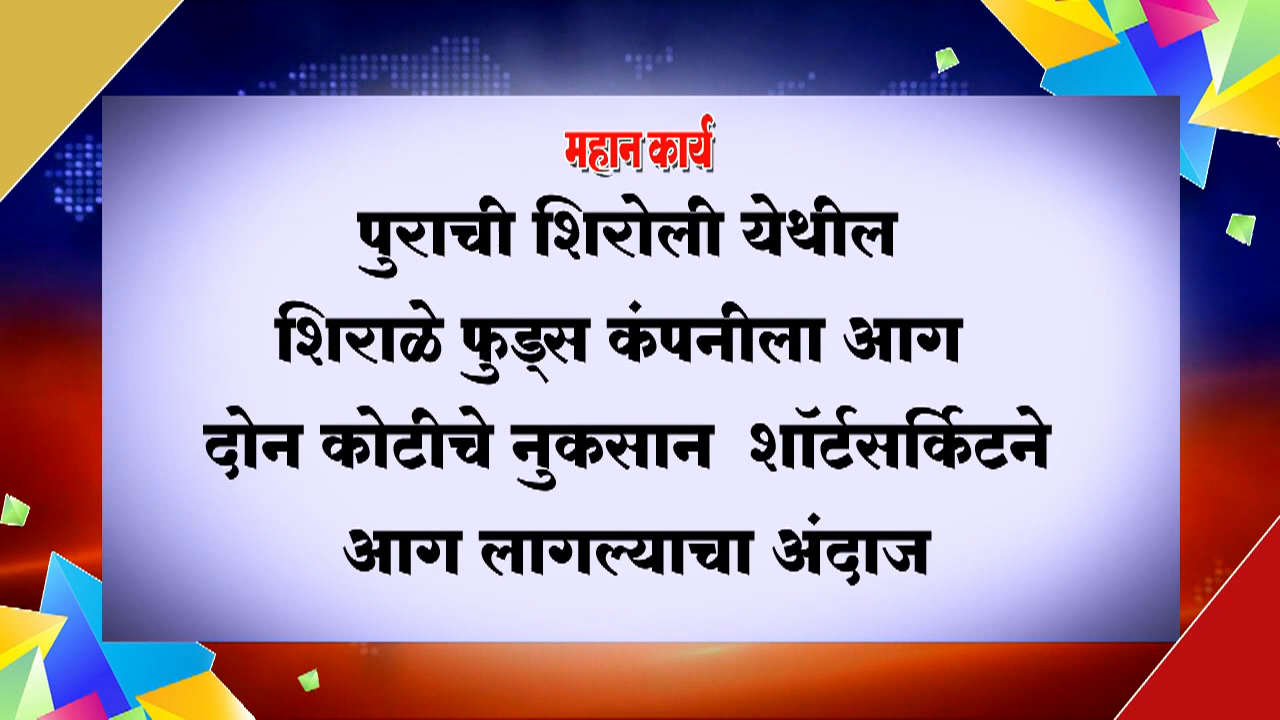 महान कार्य
पुराची शिरोली येथील
शिराळे फुड्स कंपनीला आग
दोन कोटीचे नुकसान शॉर्टसर्किटने
आग लागल्याचा अंदाज